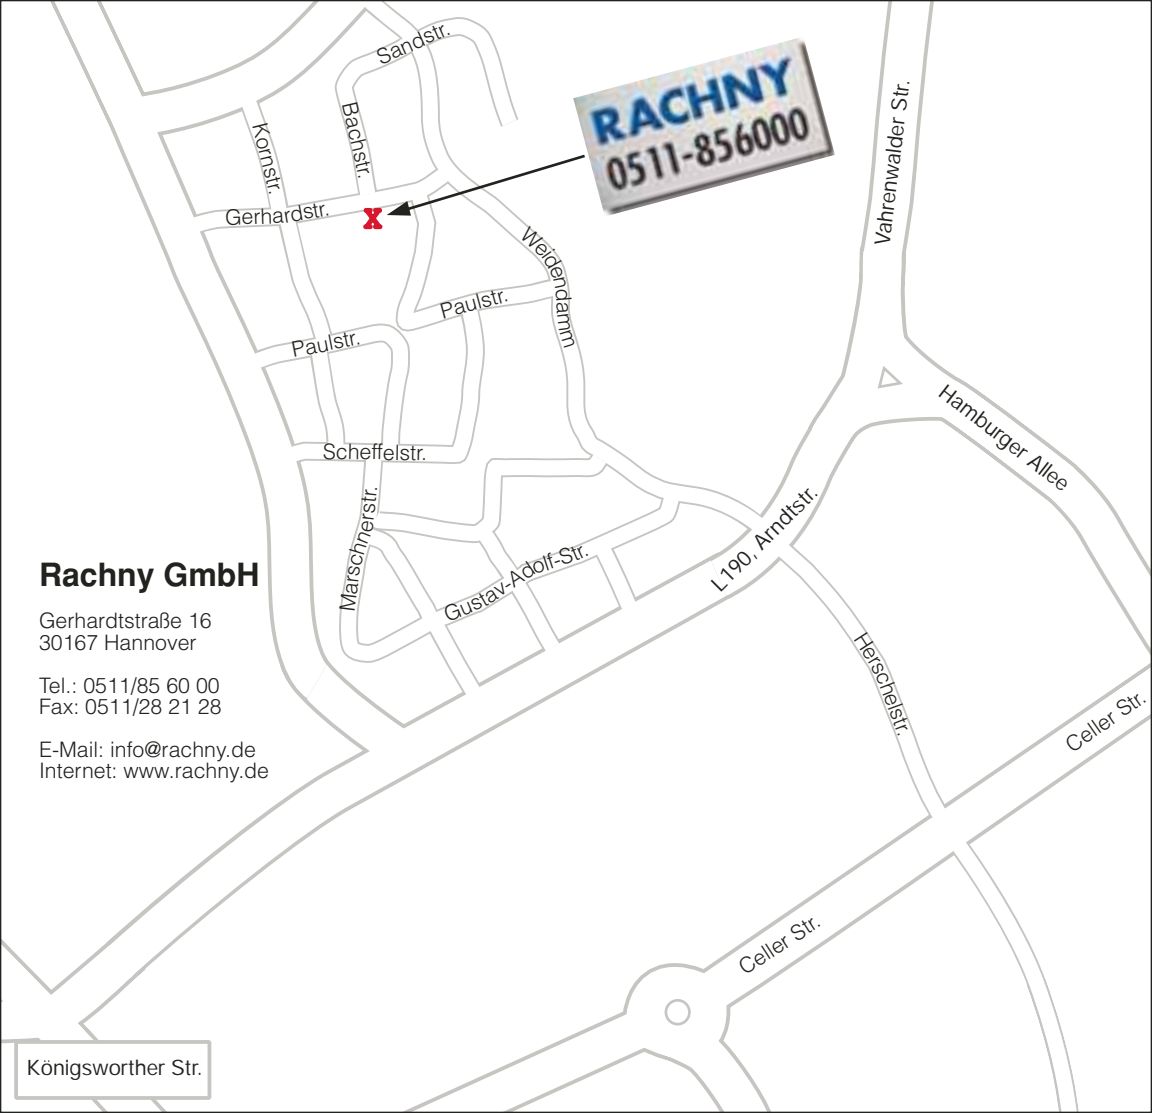 Sandstr.
RACHNY
0511-856000
Vahrenwalder Str.
Kornstr.
Bachstr.
Gerhardstr.
X
Weidendamm
Paulstr.
Paulstr.
Hamburger Allee
Scheffelstr.
Marschnerstr.
L190, Arndtstr.
Gustav-Adolf-Str.
Rachny GmbH
Gerhardtstraße 16
30167 Hannover
Tel.: 0511/85 60 00
Fax: 0511/28 21 28
E-Mail: info@rachny.de
Internet: www.rachny.de
Herschelstr.
Celler Str.
Celler Str.
Königsworther Str.